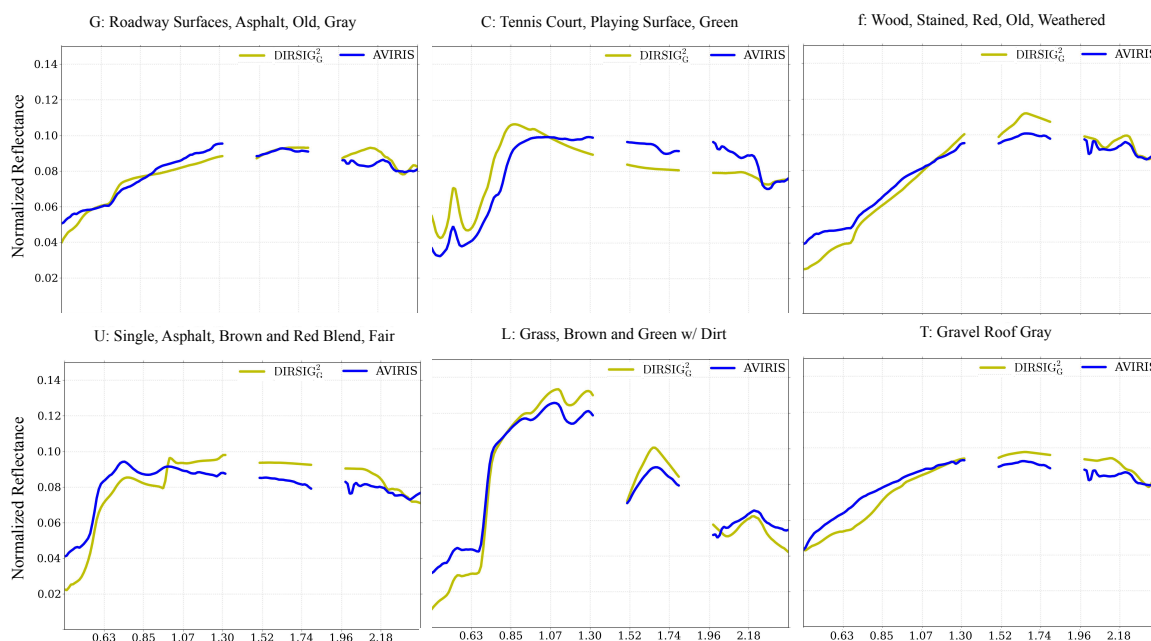 G: Roadway Surfaces, Asphalt, Old, Gray
C: Tennis Court, Playing Surface, Green
f: Wood, Stained, Red, Old, Weathered
DIRSIG²G AVIRIS
DIRSIG²G AVIRIS
DIRSIG²G AVIRIS
Normalized Reflectance
0.14
0.12
0.10
0.08
0.06
0.04
0.02
U: Single, Asphalt, Brown and Red Blend, Fair
L: Grass, Brown and Green w/ Dirt
T: Gravel Roof Gray
DIRSIG²G AVIRIS
DIRSIG²G AVIRIS
DIRSIG²G AVIRIS
Normalized Reflectance
0.14
0.12
0.10
0.08
0.06
0.04
0.02
0.63 0.85 1.07 1.30 1.52 1.74 1.96 2.18
0.63 0.85 1.07 1.30 1.52 1.74 1.96 2.18
0.63 0.85 1.07 1.30 1.52 1.74 1.96 2.18